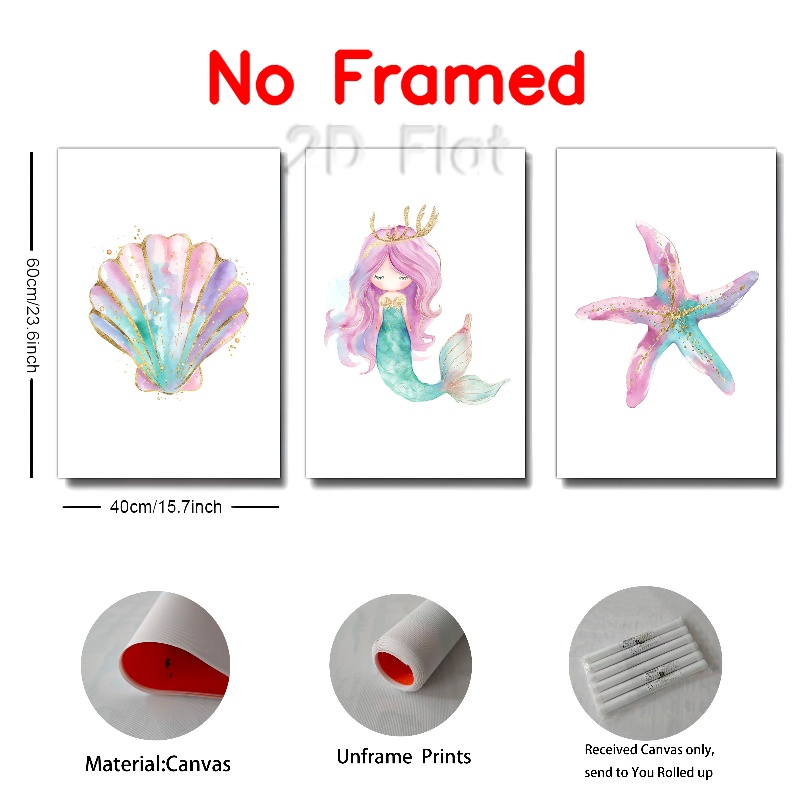 No Framed
2D Flat
60cm/23.6inch
40cm/15.7inch
Material:Canvas
Unframe Prints
Received Canvas only,
send to You Rolled up